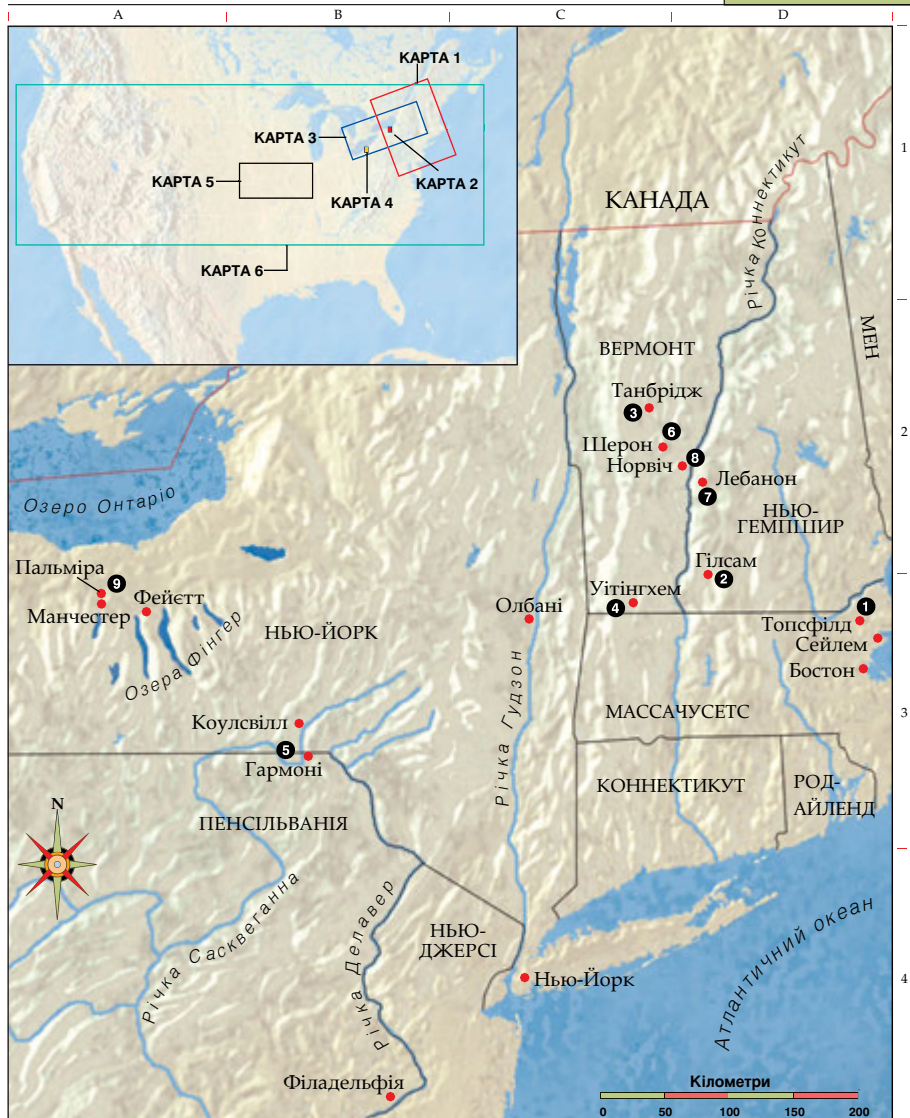 A B C D
КАРТА 1
КАРТА 3
КАРТА 5
КАРТА 2
КАРТА 4
КАРТА 6
1
КАНАДА
Річка Коннектикут
МЕН
ВЕРМОНТ
Танбрідж
3
6
2
Шерон
Норвіч
8
Лебанон
7
НЬЮ-
ГЕМПШИР
Озеро Онтаріо
Пальміра
9
Манчестер
Фейєтт
Озера Фінгер
НЬЮ-ЙОРК
Олбані
Річка Гудзон
Гілсам
2
Уітінгхем
4
1
Топсфілд
Сейлем
Бостон
3
Коулсвілл
5
Гармоні
МАССАЧУСЕТС
КОННЕКТИКУТ
РОД-
АЙЛЕНД
N
ПЕНСІЛЬВАНІЯ
Річка Сасквеганна
Річка Делавер
НЬЮ-
ДЖЕРСІ
Нью-Йорк
Атлантичний океан
4
Філадельфія
Кілометри
0 50 100 150 200